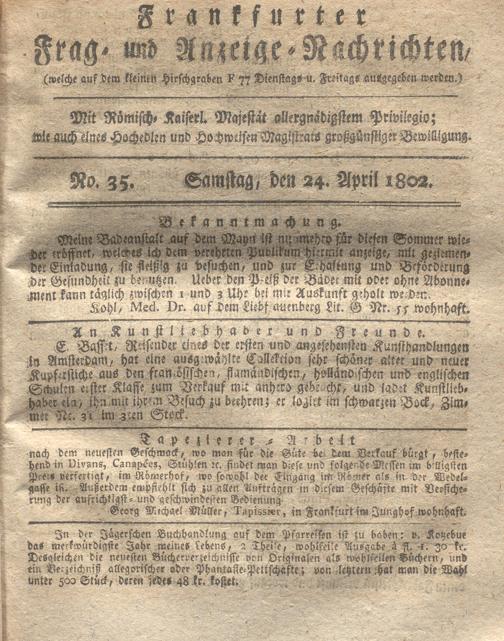 Frankfurter
Frag- und Anzeige-Nachrichten,
(welche auf dem kleinen Hirschgraben F 77 Dienstags u. Freitags ausgegeben werden.)
Mit Römisch-Kaiserl. Majestät allergnädigstem Privilegio;
wie auch eines Hochedlen und Hochweisen Magistrats großgünstiger Bewilligung.
No. 35. Samstag, den 24. April 1802.
Bekanntmachung.
Meine Badeanstalt auf dem Mayn ist nunmehro für diesen Sommer wie-
der eröffnet, welches ich dem verehrten Publikum hiermit anzeige, mit geziemen-
der Einladung, sie fleißig zu besuchen, und zur Erhaltung und Beförderung
der Gesundheit zu benutzen. Ueber den Preiß der Bäder mit oder ohne Abonne-
ment kann täglich zwischen 1 und 3 Uhr bei mir Auskunft geholt werden.
Kohl, Med. Dr. auf dem Liebfrauenberg Lit. G Nr. 55 wohnhaft.
An Kunstliebhaber und Freunde.
E. Reisender eines der ersten und angesehensten Kunsthandlungen
in Amsterdam, hat eine ausgewählte Collektion sehr schöner alter und neuer
Kupferstiche aus den französischen, flamändischen, holländischen und englischen
Schulen erster Klasse zum Verkauf mit anhero gebracht, und ladet Kunstlieb-
haber ein, ihn mit ihrem Besuch zu beehren; er logirt im schwarzen Bock, Zim-
mer Nr. 31 im 3ten Stock.
Tapezierer-Arbeit
nach dem neuesten Geschmack, wo man für die Güte bei dem Verkauf bürgt, beste-
hend in Divans, Canapées, Stühlen ꝛc. findet man diese und folgende Messen im billigsten
Preis verfertigt, im Römerhof, wo sowohl der Eingang im Römer als in der Wedel-
gasse ist. Außerdem empfiehlt sich zu allen Aufträgen in diesem Geschäfte mit Versiche-
rung der aufrichtigst- und geschwindesten Bedienung
Georg Michael Müller, Tapissier, in Frankfurt im Junghof wohnhaft.
In der Jägerschen Buchhandlung auf dem Pfarreisen ist zu haben: v. Kotzebue
das merkwürdigste Jahr meines Lebens, 2 Theile, wohlfeile Ausgabe à fl. 1. 30 kr.
Desgleichen die neuesten Bücherverzeichnisse von Originalen als wohlfeilen Büchern, und
ein Verzeichniß allegorischer oder Phantasie-Pettschafte; von letztern hat man die Wahl
unter 500 Stück, deren jedes 48 kr. kostet.